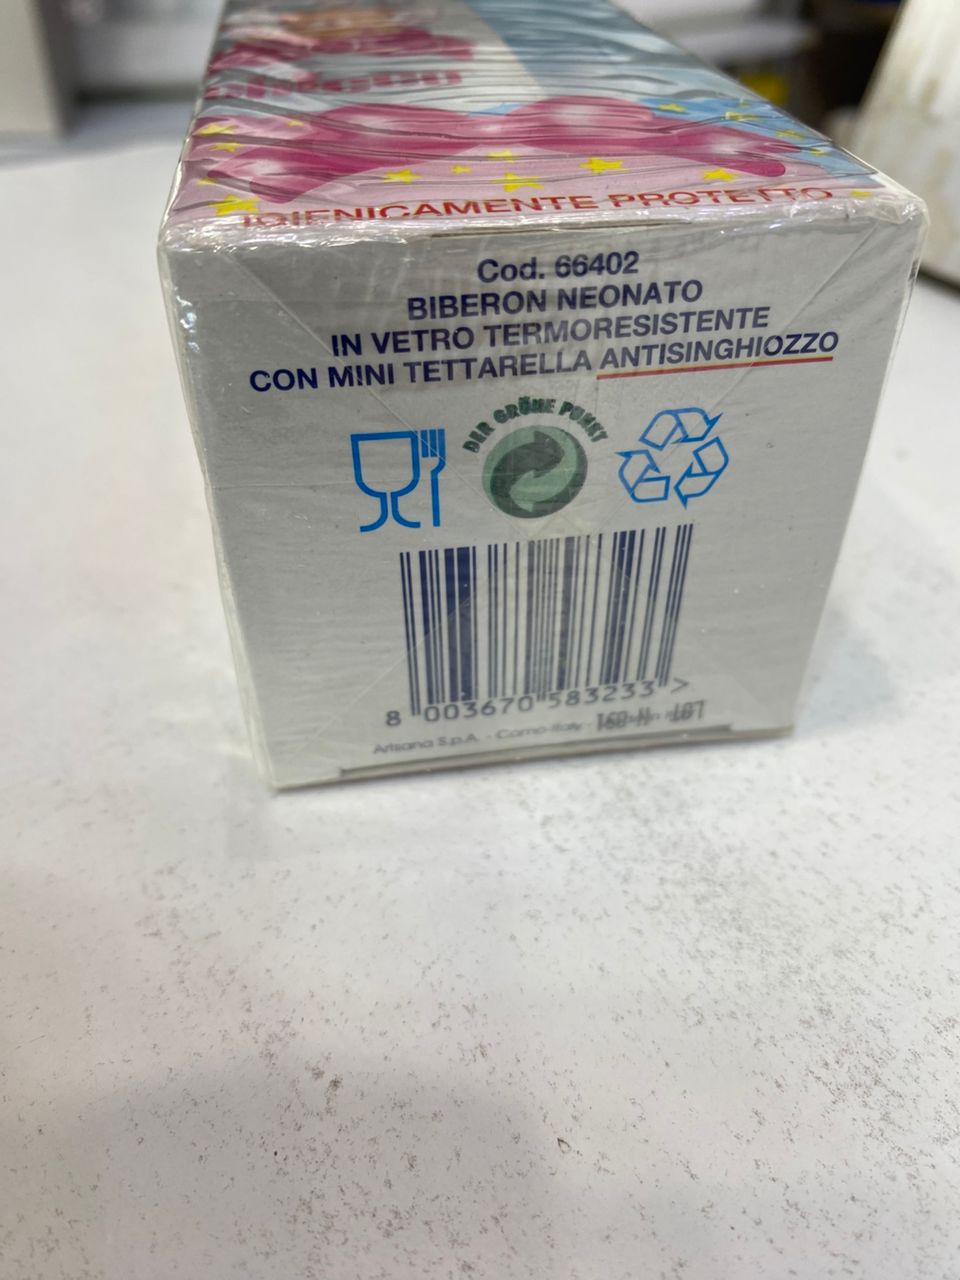 IGIENICAMENTE PROTETTO
Cod. 66402
BIBERON NEONATO
IN VETRO TERMORESISTENTE
CON MINI TETTARELLA ANTISINGHIOZZO
DER GRÜNE PUNKT
8 003670 583233 >
Artsana S.p.A. - Como-Italy -